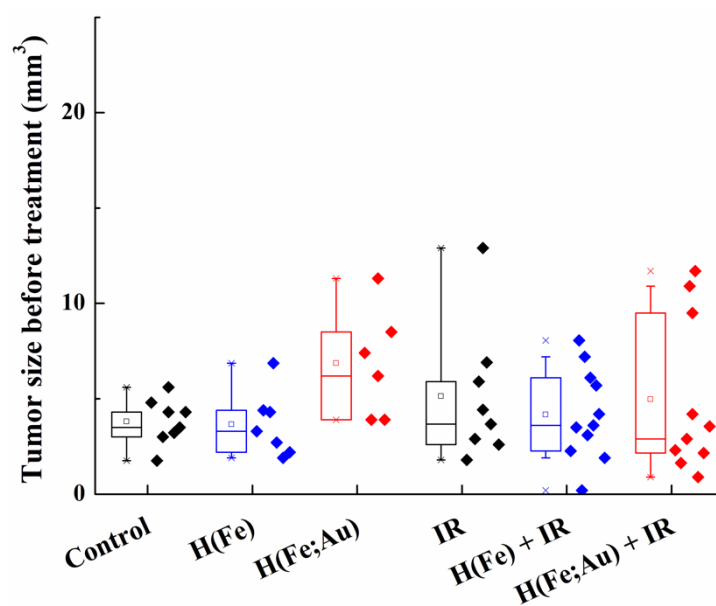 Tumor size before treatment (mm³)
20
10
0
Control
H(Fe)
H(Fe;Au)
IR
H(Fe) + IR
H(Fe;Au) + IR